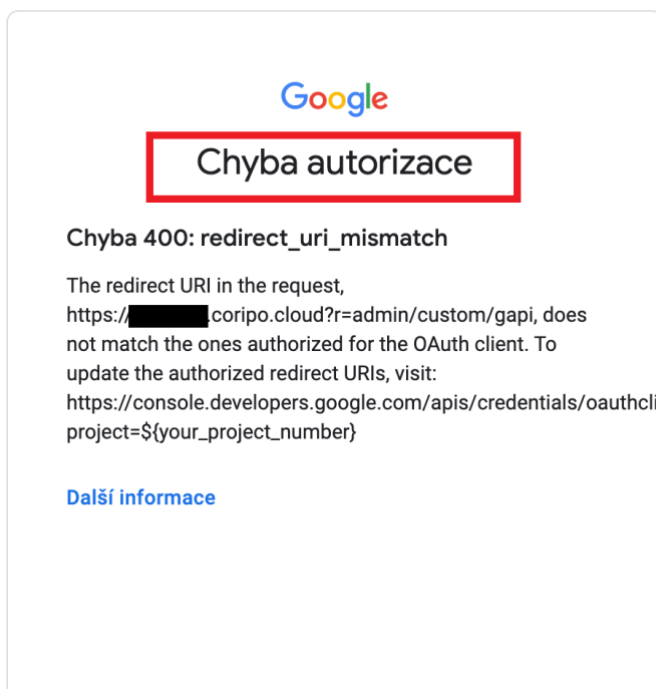 Google
Chyba autorizace
Chyba 400: redirect_uri_mismatch
The redirect URI in the request,
https:// .coripo.cloud?r=admin/custom/gapi, does
not match the ones authorized for the OAuth client. To
update the authorized redirect URIs, visit:
https://console.developers.google.com/apis/credentials/oauthcli
project=${your_project_number}
Další informace